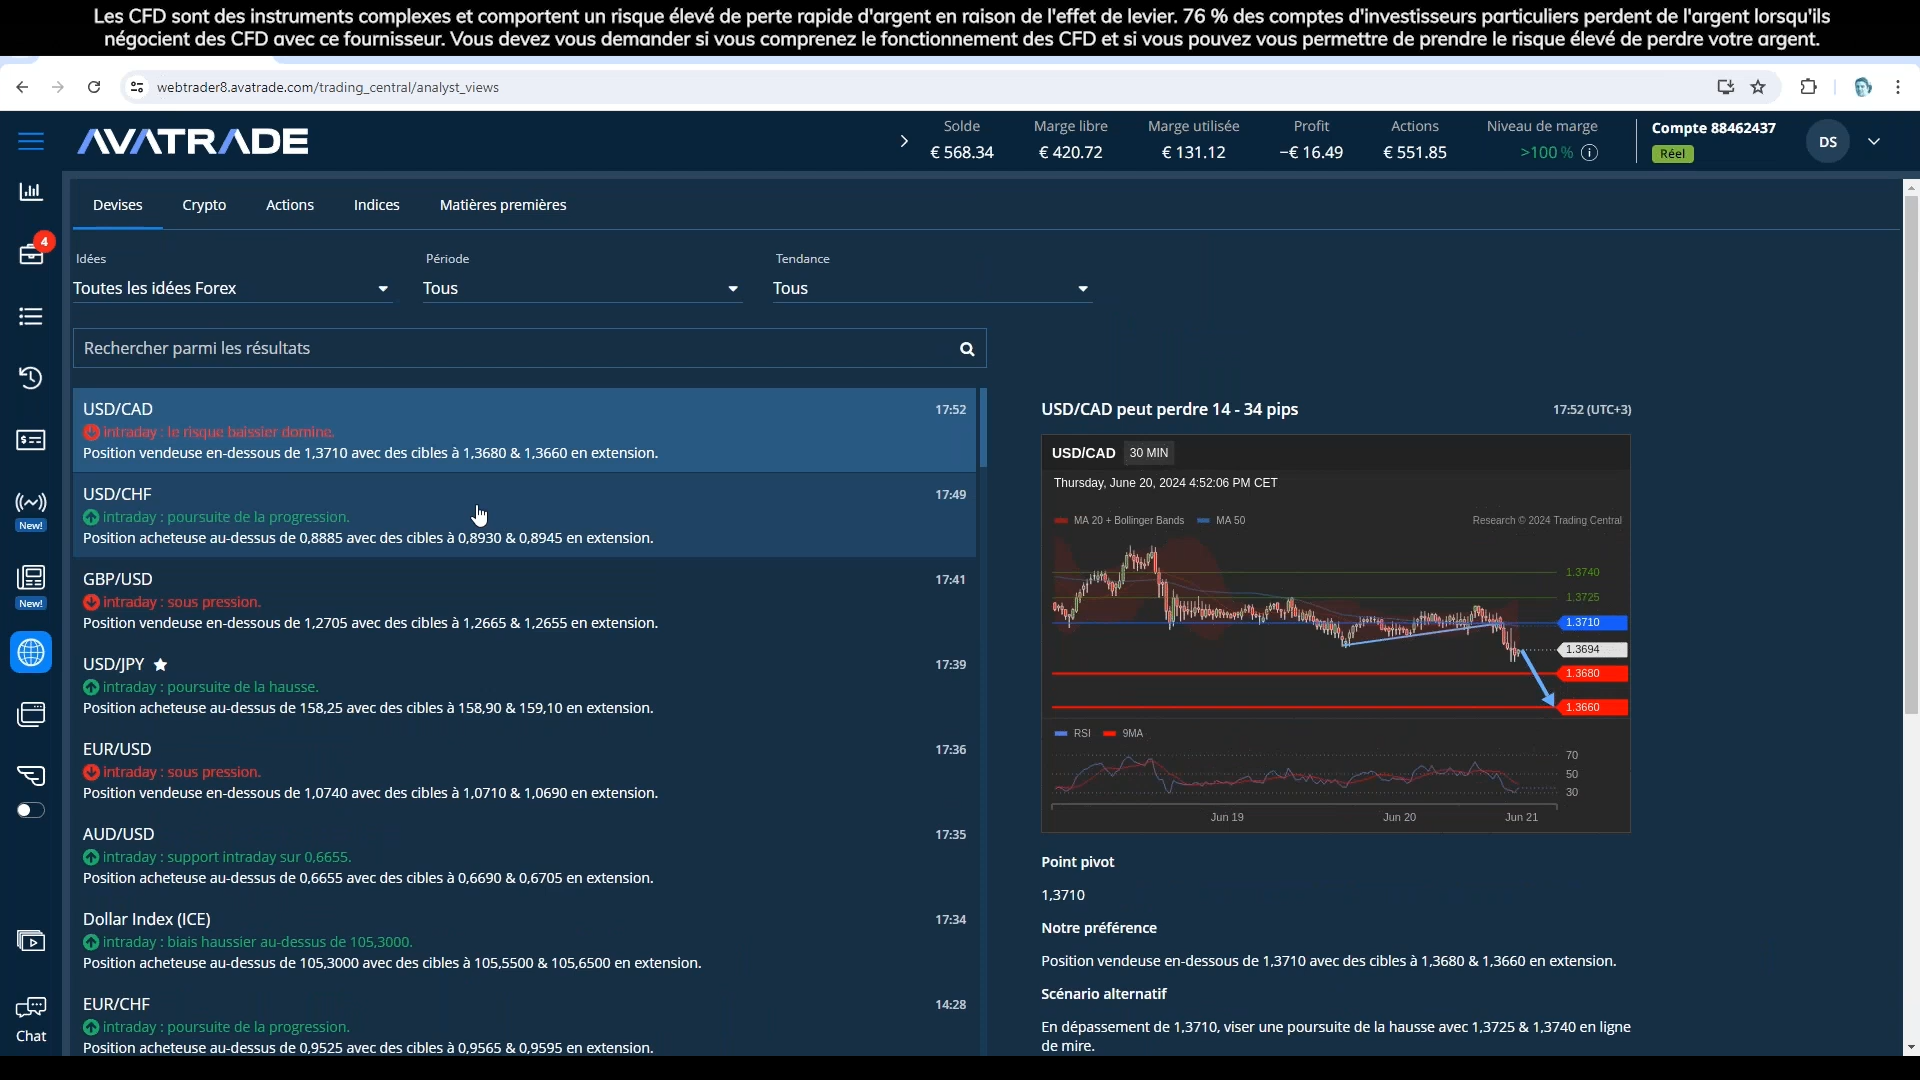 Les CFD sont des instruments complexes et comportent un risque élevé de perte rapide d'argent en raison de l'effet de levier. 76 % des comptes d'investisseurs particuliers perdent de l'argent lorsqu'ils
négocient des CFD avec ce fournisseur. Vous devez vous demander si vous comprenez le fonctionnement des CFD et si vous pouvez vous permettre de prendre le risque élevé de perdre votre argent.
webtrader8.avatrade.com/trading_central/analyst_views
AVATRADE
Solde
€ 568.34
Marge libre
€ 420.72
Marge utilisée
€ 131.12
Profit
−€ 16.49
Actions
€ 551.85
Niveau de marge
>100 %
Compte 88462437
Réel
DS
4
New!
New!
Chat
Devises
Crypto
Actions
Indices
Matières premières
Idées
Toutes les idées Forex
Période
Tous
Tendance
Tous
Rechercher parmi les résultats
USD/CAD 17:52
intraday : le risque baissier domine.
Position vendeuse en-dessous de 1,3710 avec des cibles à 1,3680 & 1,3660 en extension.
USD/CHF 17:49
intraday : poursuite de la progression.
Position acheteuse au-dessus de 0,8885 avec des cibles à 0,8930 & 0,8945 en extension.
GBP/USD 17:41
intraday : sous pression.
Position vendeuse en-dessous de 1,2705 avec des cibles à 1,2665 & 1,2655 en extension.
USD/JPY 17:39
intraday : poursuite de la hausse.
Position acheteuse au-dessus de 158,25 avec des cibles à 158,90 & 159,10 en extension.
EUR/USD 17:36
intraday : sous pression.
Position vendeuse en-dessous de 1,0740 avec des cibles à 1,0710 & 1,0690 en extension.
AUD/USD 17:35
intraday : support intraday sur 0,6655.
Position acheteuse au-dessus de 0,6655 avec des cibles à 0,6690 & 0,6705 en extension.
Dollar Index (ICE) 17:34
intraday : biais haussier au-dessus de 105,3000.
Position acheteuse au-dessus de 105,3000 avec des cibles à 105,5500 & 105,6500 en extension.
EUR/CHF 14:28
intraday : poursuite de la progression.
Position acheteuse au-dessus de 0,9525 avec des cibles à 0,9565 & 0,9595 en extension.
USD/CAD peut perdre 14 - 34 pips 17:52 (UTC+3)
USD/CAD 30 MIN
Thursday, June 20, 2024 4:52:06 PM CET
MA 20 + Bollinger Bands MA 50 Research © 2024 Trading Central
1.3740
1.3725
1.3710
1.3694
1.3680
1.3660
RSI 9MA
70
50
30
Jun 19 Jun 20 Jun 21
Point pivot
1,3710
Notre préférence
Position vendeuse en-dessous de 1,3710 avec des cibles à 1,3680 & 1,3660 en extension.
Scénario alternatif
En dépassement de 1,3710, viser une poursuite de la hausse avec 1,3725 & 1,3740 en ligne
de mire.